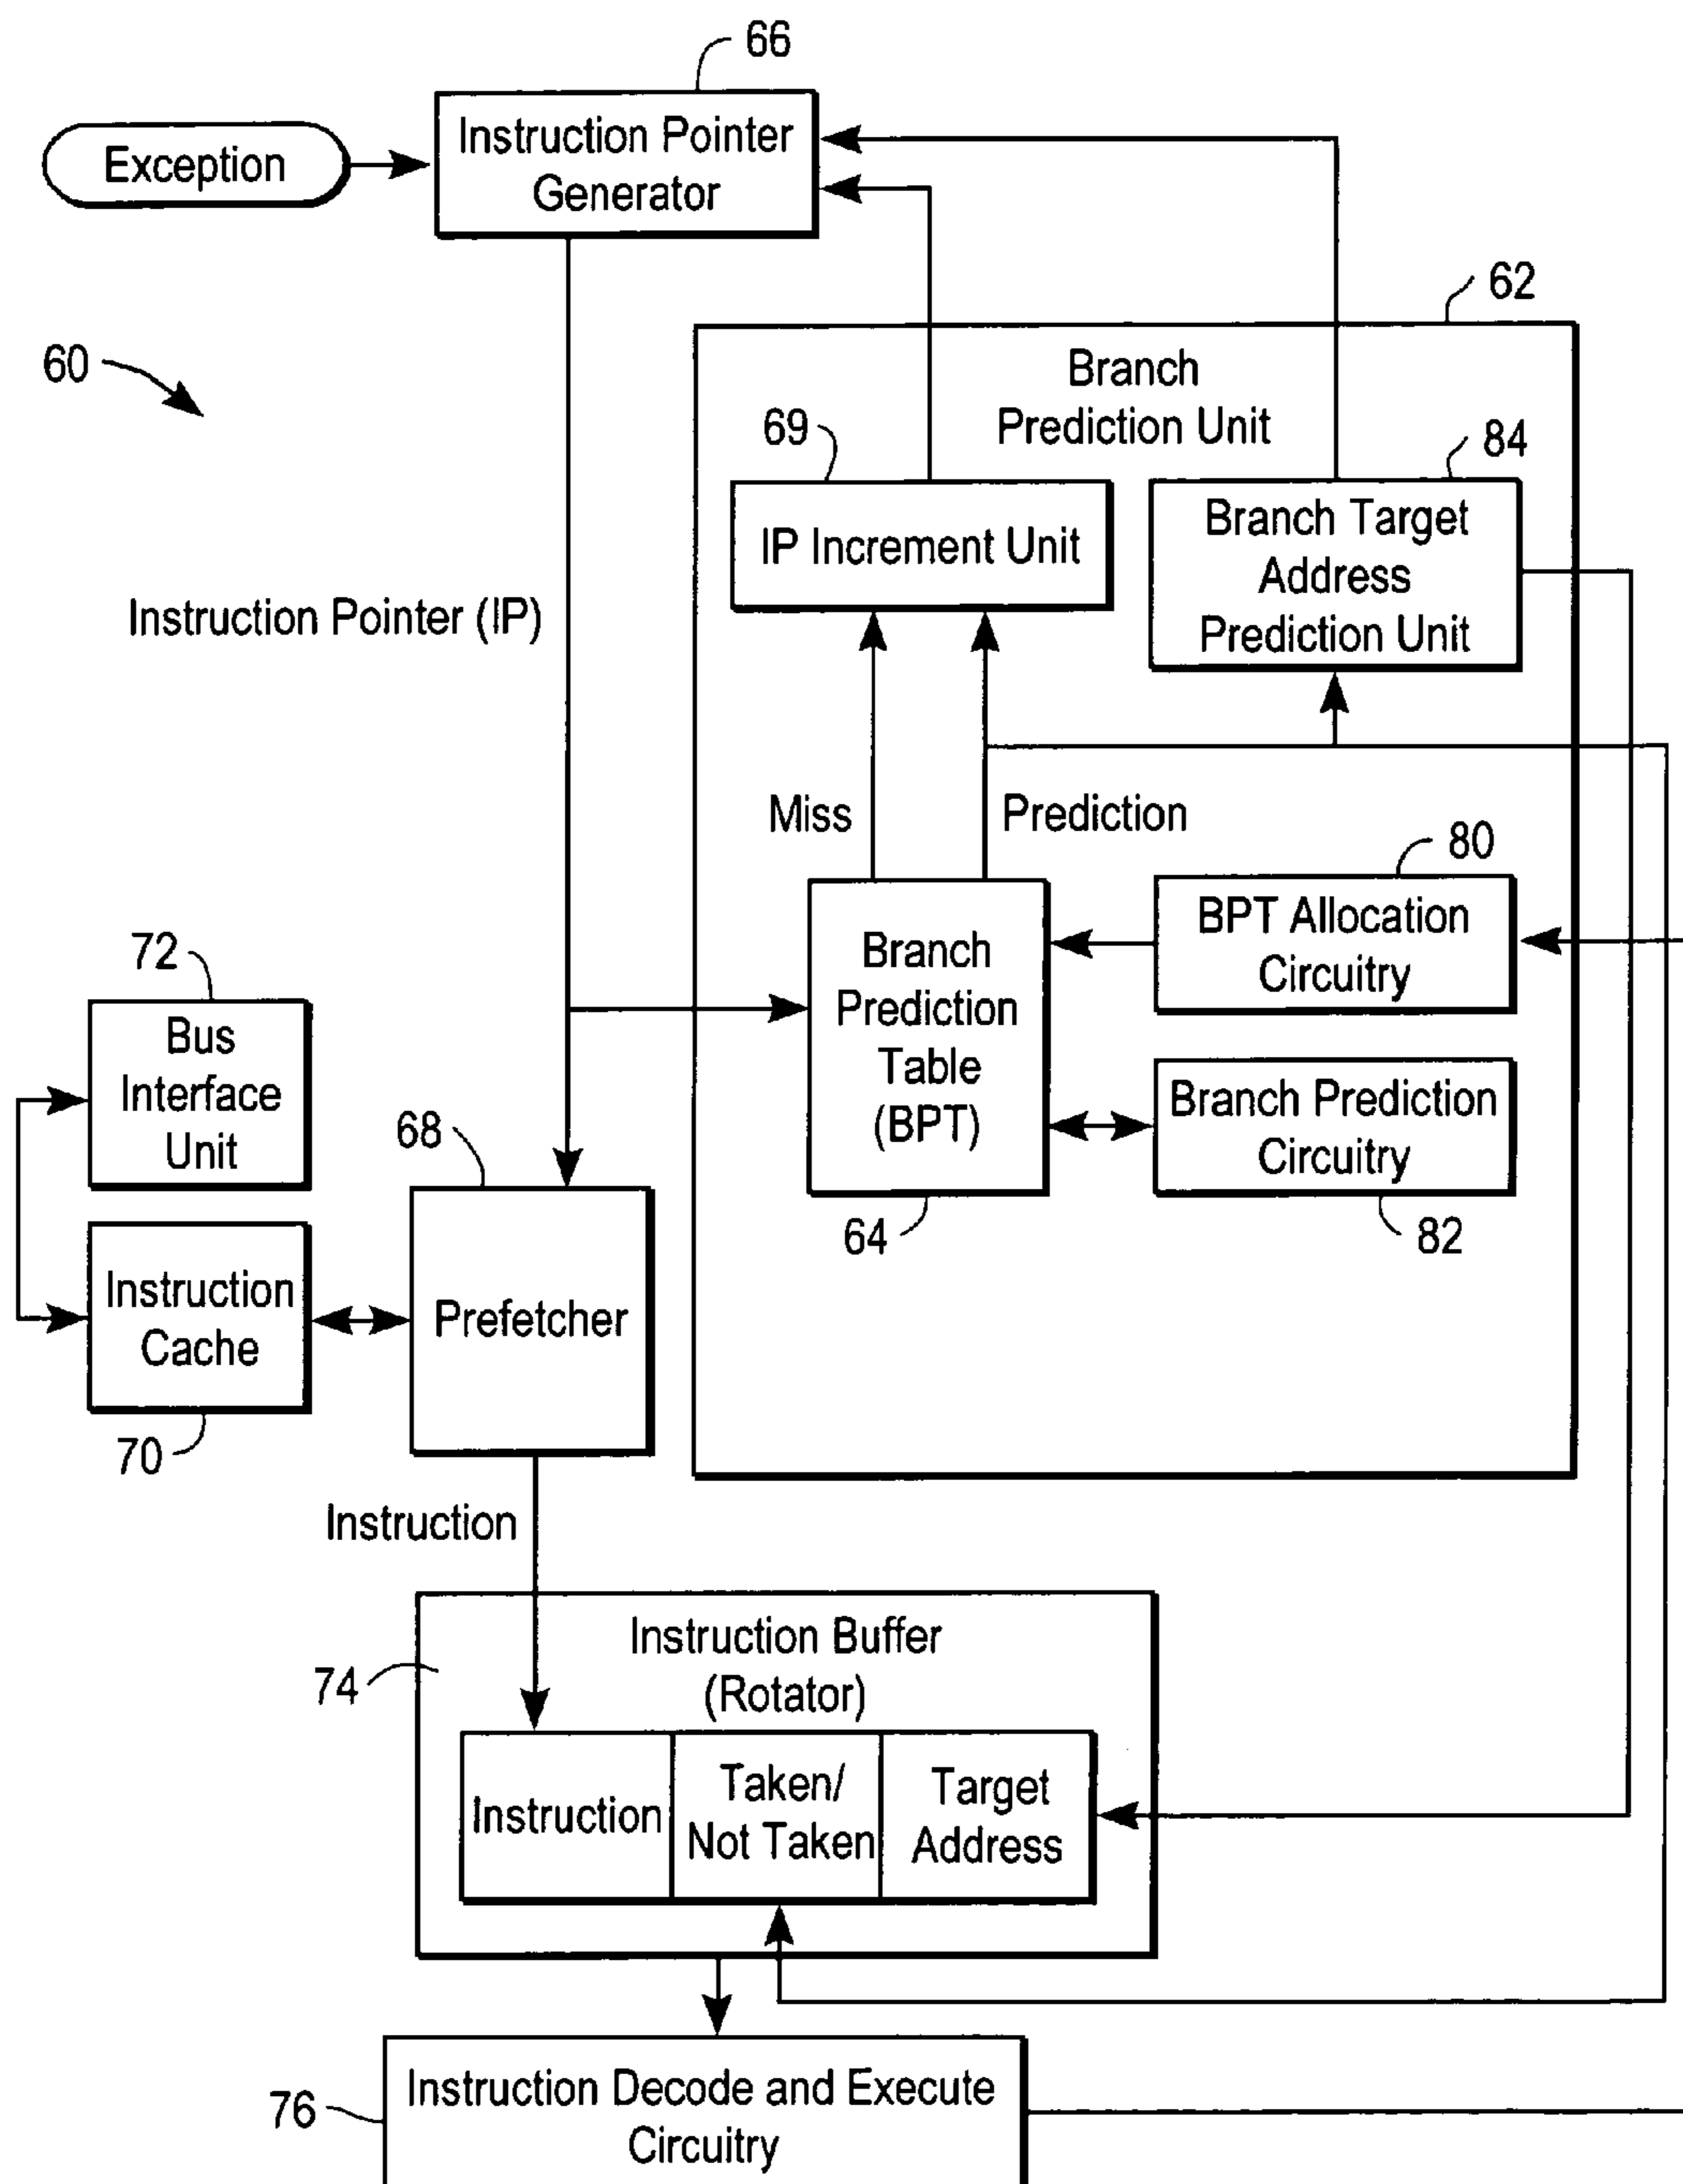 66
Exception
Instruction Pointer
Generator
62
60
Branch
Prediction Unit
69
84
IP Increment Unit
Branch Target
Address
Prediction Unit
Instruction Pointer (IP)
Miss
Prediction
80
BPT Allocation
Circuitry
72
Bus
Interface
Unit
Branch
Prediction
Table
(BPT)
Branch Prediction
Circuitry
68
64
82
Instruction
Cache
Prefetcher
70
Instruction
Instruction Buffer
(Rotator)
74
Instruction
Taken/
Not Taken
Target
Address
Instruction Decode and Execute
Circuitry
76